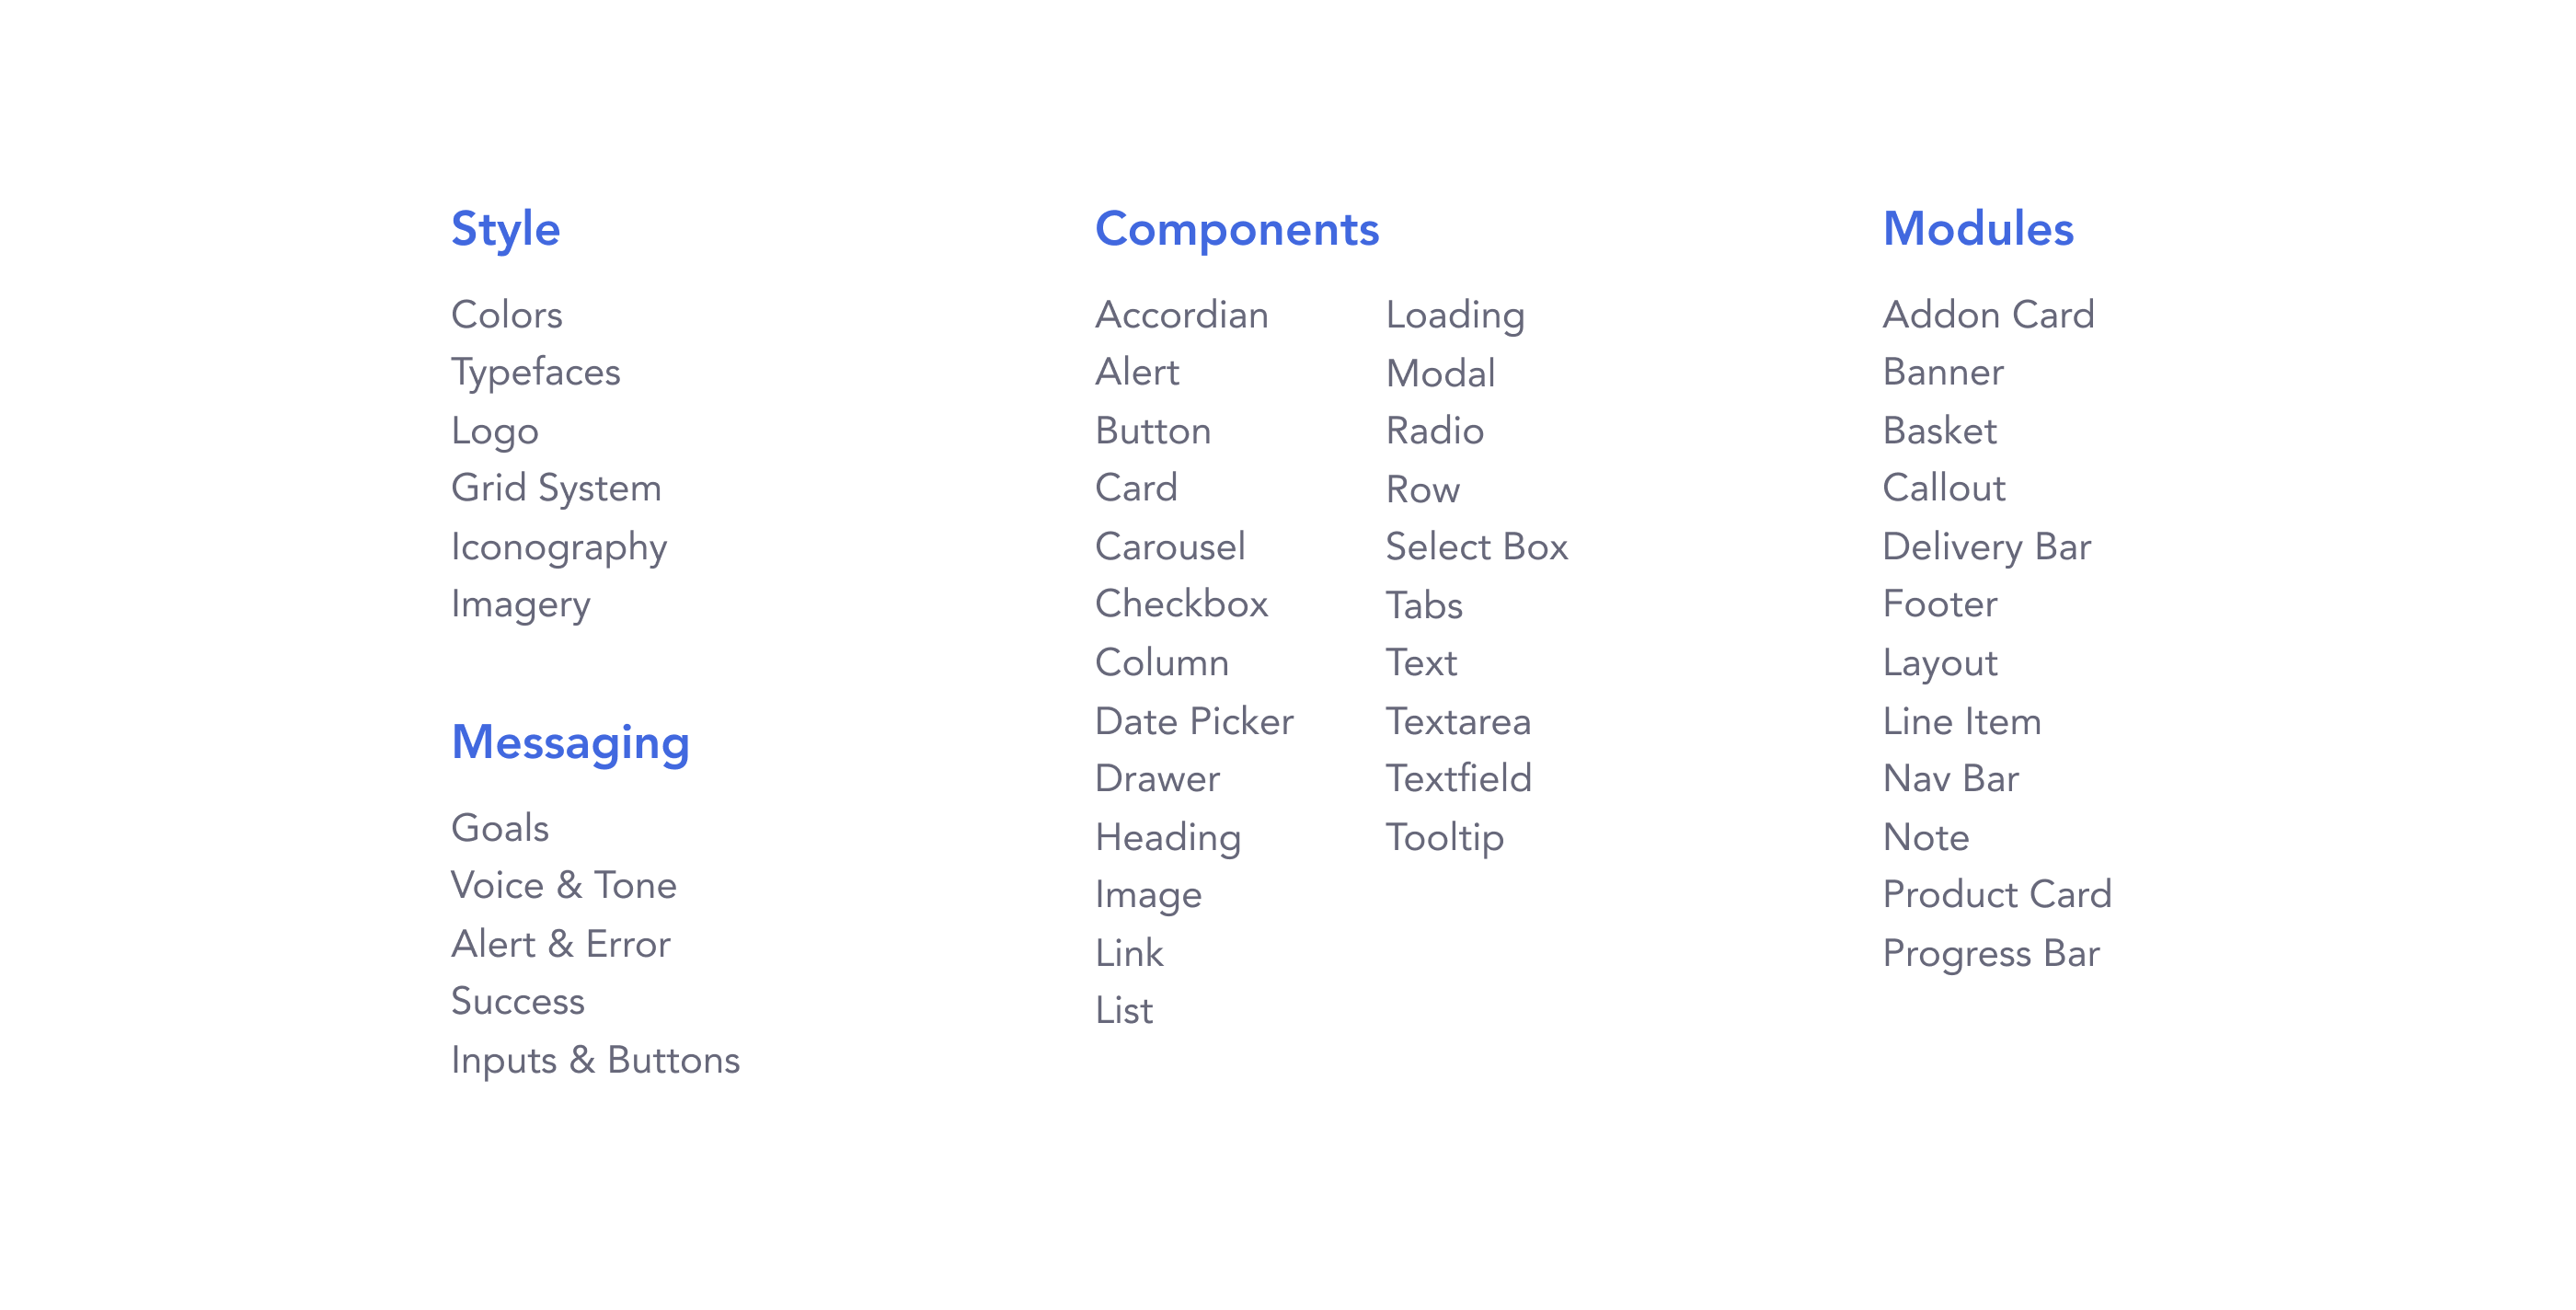 Style
Colors
Typefaces
Logo
Grid System
Iconography
Imagery
Messaging
Goals
Voice & Tone
Alert & Error
Success
Inputs & Buttons
Components
Accordian
Alert
Button
Card
Carousel
Checkbox
Column
Date Picker
Drawer
Heading
Image
Link
List
Loading
Modal
Radio
Row
Select Box
Tabs
Text
Textarea
Textfield
Tooltip
Modules
Addon Card
Banner
Basket
Callout
Delivery Bar
Footer
Layout
Line Item
Nav Bar
Note
Product Card
Progress Bar